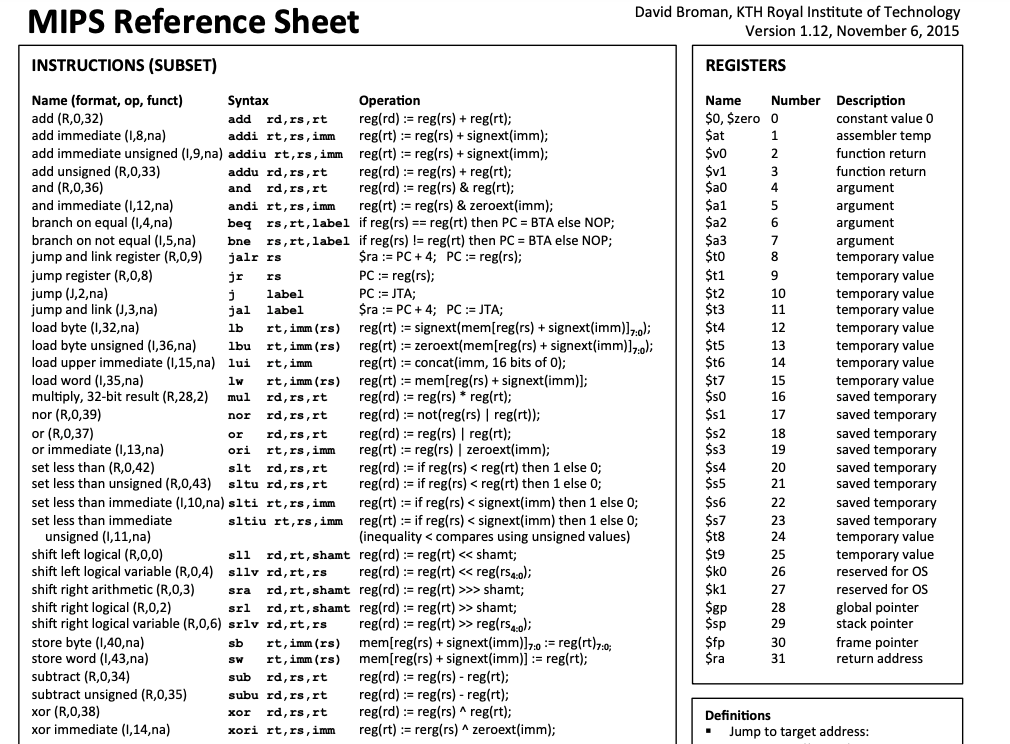 MIPS Reference Sheet
David Broman, KTH Royal Institute of Technology
Version 1.12, November 6, 2015
INSTRUCTIONS (SUBSET)
Name (format, op, funct) Syntax Operation
add (R,0,32) add rd,rs,rt reg(rd) := reg(rs) + reg(rt);
add immediate (I,8,na) addi rt,rs,imm reg(rt) := reg(rs) + signext(imm);
add immediate unsigned (I,9,na) addiu rt,rs,imm reg(rt) := reg(rs) + signext(imm);
add unsigned (R,0,33) addu rd,rs,rt reg(rd) := reg(rs) + reg(rt);
and (R,0,36) and rd,rs,rt reg(rd) := reg(rs) & reg(rt);
and immediate (I,12,na) andi rt,rs,imm reg(rt) := reg(rs) & zeroext(imm);
branch on equal (I,4,na) beq rs,rt,label if reg(rs) == reg(rt) then PC = BTA else NOP;
branch on not equal (I,5,na) bne rs,rt,label if reg(rs) != reg(rt) then PC = BTA else NOP;
jump and link register (R,0,9) jalr rs $ra := PC + 4; PC := reg(rs);
jump register (R,0,8) jr rs PC := reg(rs);
jump (J,2,na) j label PC := JTA;
jump and link (J,3,na) jal label $ra := PC + 4; PC := JTA;
load byte (I,32,na) lb rt,imm(rs) reg(rt) := signext(mem[reg(rs) + signext(imm)]7:0);
load byte unsigned (I,36,na) lbu rt,imm(rs) reg(rt) := zeroext(mem[reg(rs) + signext(imm)]7:0);
load upper immediate (I,15,na) lui rt,imm reg(rt) := concat(imm, 16 bits of 0);
load word (I,35,na) lw rt,imm(rs) reg(rt) := mem[reg(rs) + signext(imm)];
multiply, 32-bit result (R,28,2) mul rd,rs,rt reg(rd) := reg(rs) * reg(rt);
nor (R,0,39) nor rd,rs,rt reg(rd) := not(reg(rs) | reg(rt));
or (R,0,37) or rd,rs,rt reg(rd) := reg(rs) | reg(rt);
or immediate (I,13,na) ori rt,rs,imm reg(rt) := reg(rs) | zeroext(imm);
set less than (R,0,42) slt rd,rs,rt reg(rd) := if reg(rs) < reg(rt) then 1 else 0;
set less than unsigned (R,0,43) sltu rd,rs,rt reg(rd) := if reg(rs) < reg(rt) then 1 else 0;
set less than immediate (I,10,na) slti rt,rs,imm reg(rt) := if reg(rs) < signext(imm) then 1 else 0;
set less than immediate sltiu rt,rs,imm reg(rt) := if reg(rs) < signext(imm) then 1 else 0;
unsigned (I,11,na) (inequality < compares using unsigned values)
shift left logical (R,0,0) sll rd,rt,shamt reg(rd) := reg(rt) << shamt;
shift left logical variable (R,0,4) sllv rd,rt,rs reg(rd) := reg(rt) << reg(rs4:0);
shift right arithmetic (R,0,3) sra rd,rt,shamt reg(rd) := reg(rt) >>> shamt;
shift right logical (R,0,2) srl rd,rt,shamt reg(rd) := reg(rt) >> shamt;
shift right logical variable (R,0,6) srlv rd,rt,rs reg(rd) := reg(rt) >> reg(rs4:0);
store byte (I,40,na) sb rt,imm(rs) mem[reg(rs) + signext(imm)]7:0 := reg(rt)7:0;
store word (I,43,na) sw rt,imm(rs) mem[reg(rs) + signext(imm)] := reg(rt);
subtract (R,0,34) sub rd,rs,rt reg(rd) := reg(rs) - reg(rt);
subtract unsigned (R,0,35) subu rd,rs,rt reg(rd) := reg(rs) - reg(rt);
xor (R,0,38) xor rd,rs,rt reg(rd) := reg(rs) ^ reg(rt);
xor immediate (I,14,na) xori rt,rs,imm reg(rt) := rerg(rs) ^ zeroext(imm);
REGISTERS
Name Number Description
$0, $zero 0 constant value 0
$at 1 assembler temp
$v0 2 function return
$v1 3 function return
$a0 4 argument
$a1 5 argument
$a2 6 argument
$a3 7 argument
$t0 8 temporary value
$t1 9 temporary value
$t2 10 temporary value
$t3 11 temporary value
$t4 12 temporary value
$t5 13 temporary value
$t6 14 temporary value
$t7 15 temporary value
$s0 16 saved temporary
$s1 17 saved temporary
$s2 18 saved temporary
$s3 19 saved temporary
$s4 20 saved temporary
$s5 21 saved temporary
$s6 22 saved temporary
$s7 23 saved temporary
$t8 24 temporary value
$t9 25 temporary value
$k0 26 reserved for OS
$k1 27 reserved for OS
$gp 28 global pointer
$sp 29 stack pointer
$fp 30 frame pointer
$ra 31 return address
Definitions
▪ Jump to target address: